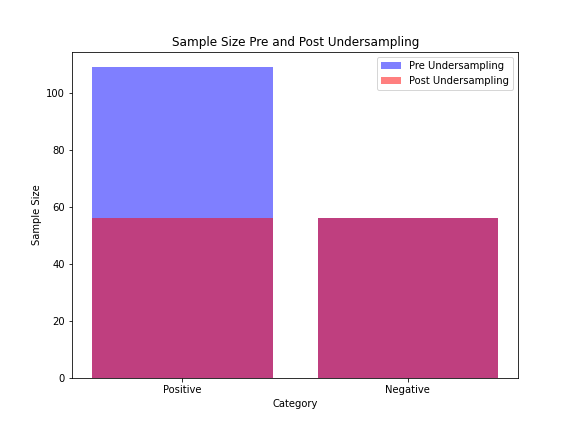 Sample Size Pre and Post Undersampling
Pre Undersampling
Post Undersampling
Sample Size
100
80
60
40
20
0
Positive
Negative
Category